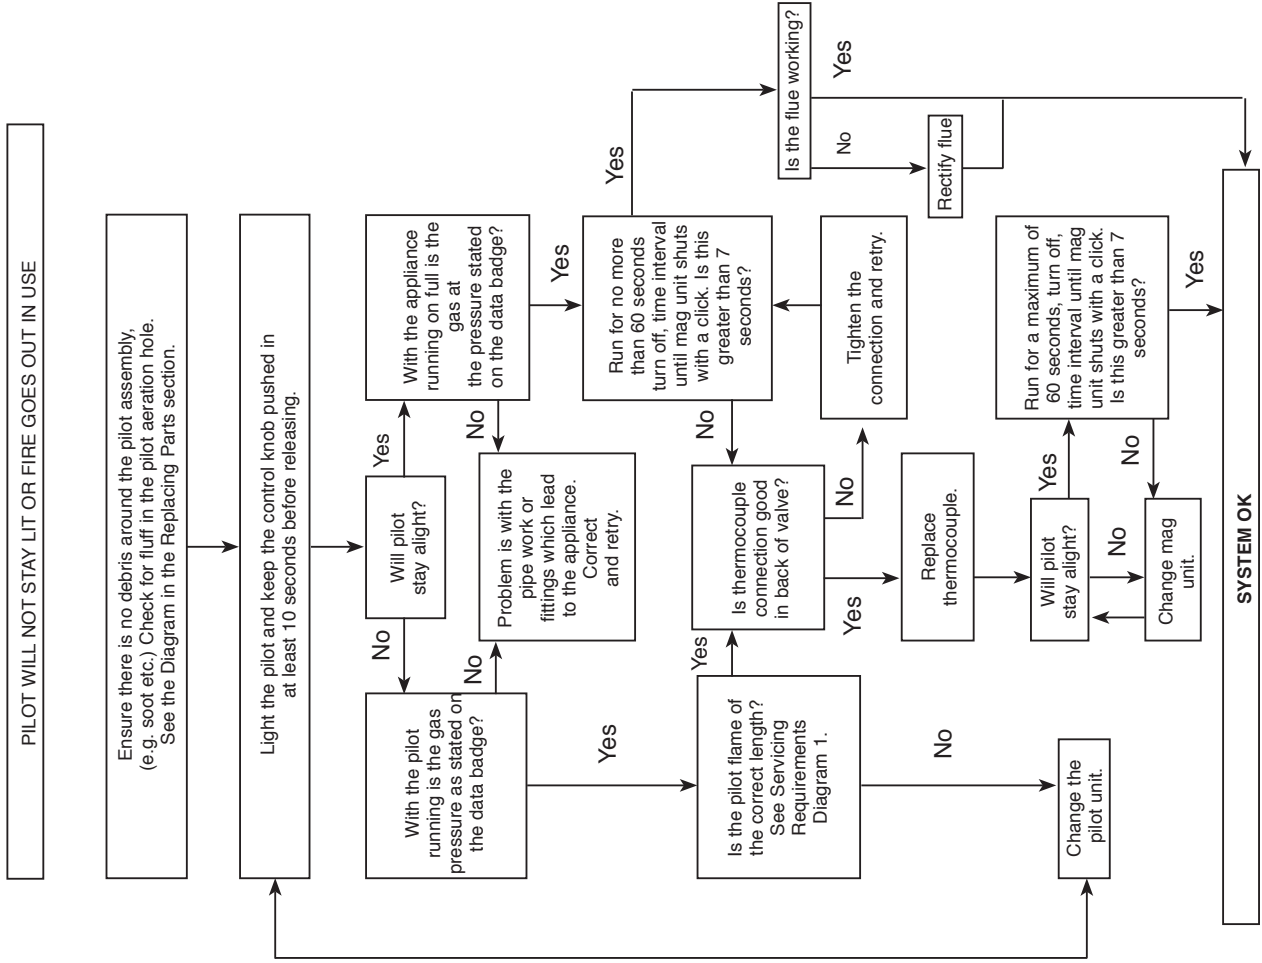 PILOT WILL NOT STAY LIT OR FIRE GOES OUT IN USE
Ensure there is no debris around the pilot assembly,
(e.g. soot etc.) Check for fluff in the pilot aeration hole.
See the Diagram in the Replacing Parts section.
Light the pilot and keep the control knob pushed in
at least 10 seconds before releasing.
No
Will pilot
stay alight?
Yes
With the pilot
running is the gas
pressure as stated on
the data badge?
No
Problem is with the
pipe work or
fittings which lead
to the appliance.
Correct
and retry.
No
With the appliance
running on full is the
gas at
the pressure stated
on the data badge?
Yes
Yes
Is the pilot flame of
the correct length?
See Servicing
Requirements
Diagram 1.
Yes
Is thermocouple
connection good
in back of valve?
No
Run for no more
than 60 seconds
turn off, time interval
until mag unit shuts
with a click. Is this
greater than 7
seconds?
Yes
Is the flue working?
No
Yes
Rectify flue
Yes
No
Tighten the
connection and retry.
No
Replace
thermocouple.
Will pilot
stay alight?
Yes
Run for a maximum of
60 seconds, turn off,
time interval until mag
unit shuts with a click.
Is this greater than 7
seconds?
No
No
Change the
pilot unit.
Change mag
unit.
Yes
SYSTEM OK